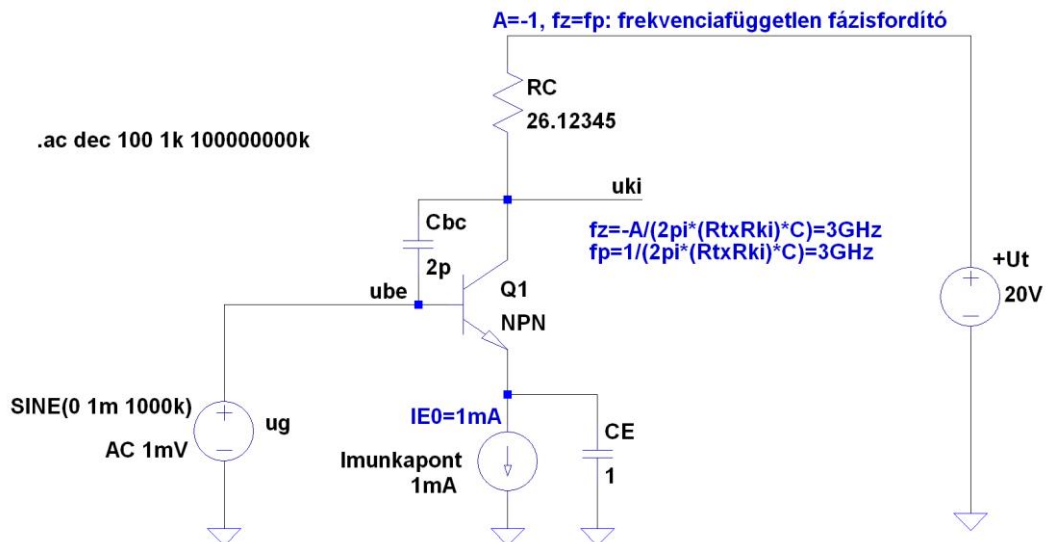 A=-1, fz=fp: frekvenciafüggetlen fázisfordító
RC
26.12345
.ac dec 100 1k 100000000k
uki
Cbc
2p
fz=-A/(2pi*(RtxRki)*C)=3GHz
fp=1/(2pi*(RtxRki)*C)=3GHz
ube
Q1
NPN
+Ut
20V
SINE(0 1m 1000k)
AC 1mV
ug
IE0=1mA
Imunkapont
1mA
CE
1